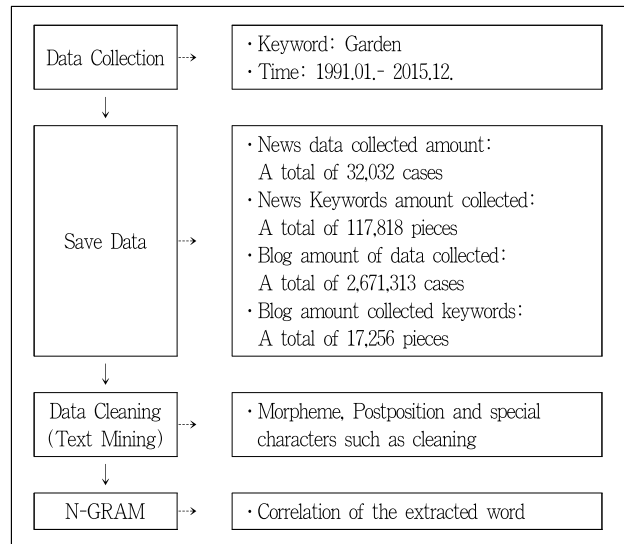 Data Collection
· Keyword: Garden
· Time: 1991.01.- 2015.12.
Save Data
· News data collected amount:
A total of 32,032 cases
· News Keywords amount collected:
A total of 117,818 pieces
· Blog amount of data collected:
A total of 2,671,313 cases
· Blog amount collected keywords:
A total of 17,256 pieces
Data Cleaning
(Text Mining)
· Morpheme, Postposition and special
characters such as cleaning
N-GRAM
· Correlation of the extracted word